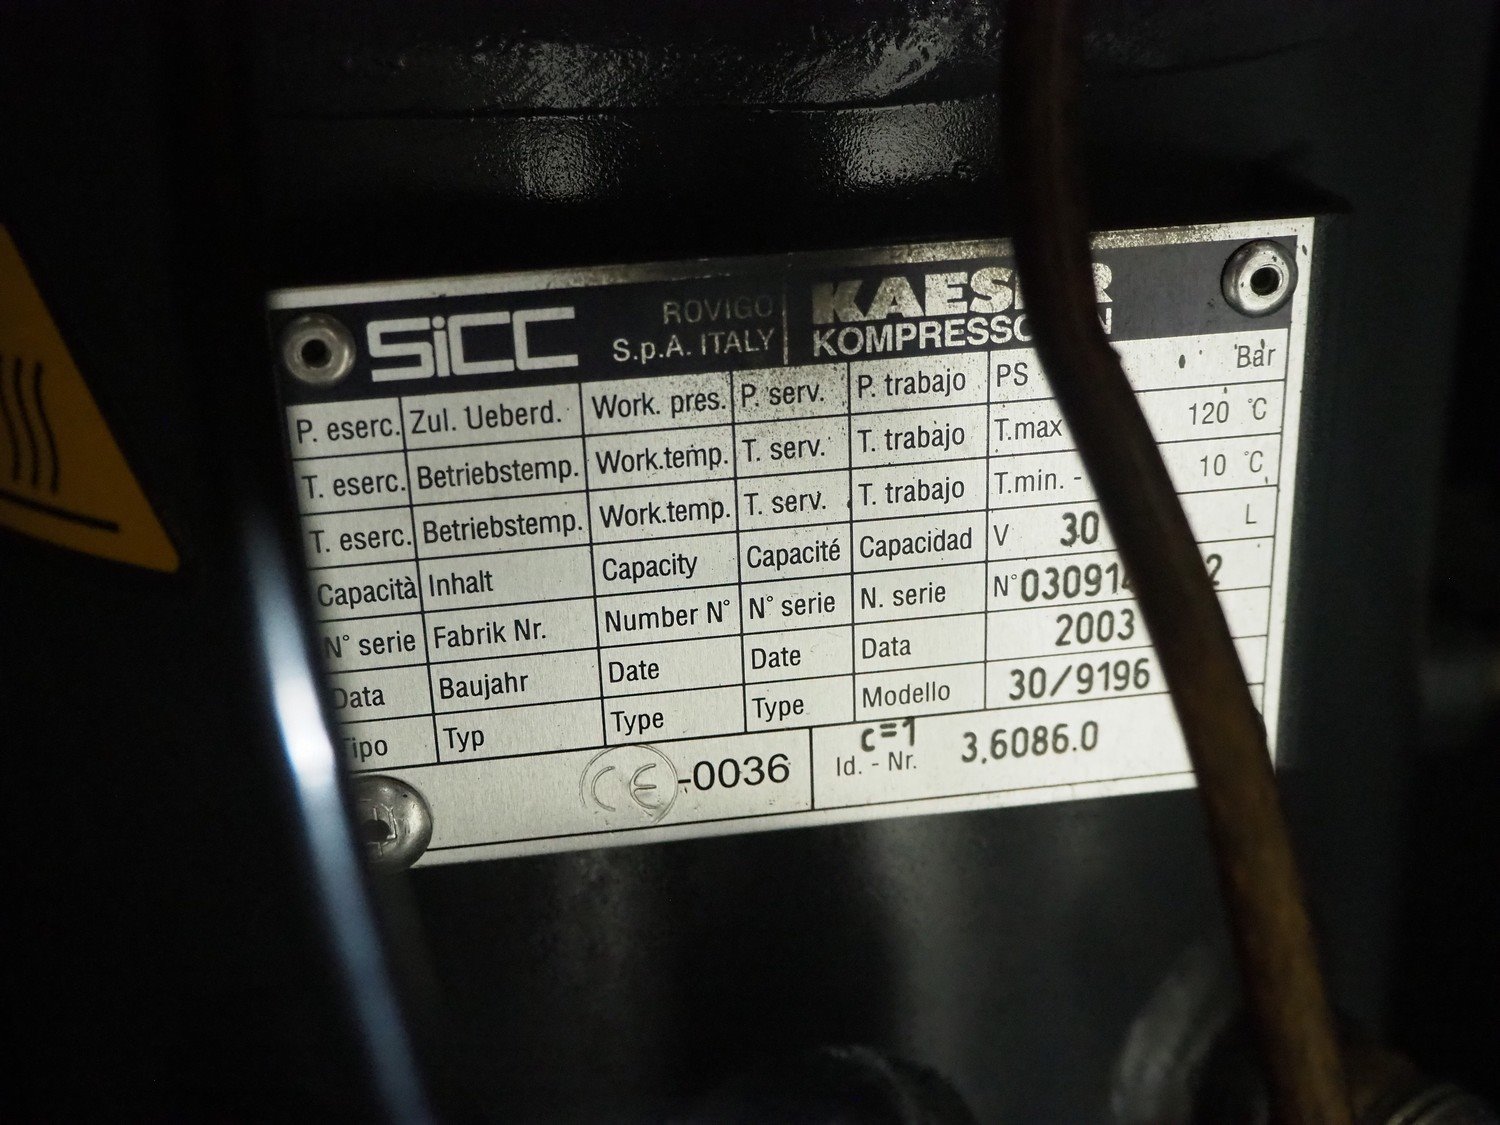 SiCC ROVIGO
S.p.A. ITALY KAESER
KOMPRESSOREN
P. eserc. Zul. Ueberd. Work. pres. P. serv. P. trabajo PS Bar
T. eserc. Betriebstemp. Work.temp. T. serv. T. trabajo T.max 120 °C
T. eserc. Betriebstemp. Work.temp. T. serv. T. trabajo T.min. - 10 °C
Capacità Inhalt Capacity Capacité Capacidad V 30 L
N° serie Fabrik Nr. Number N° N° serie N. serie N°
Data Baujahr Date Date Data 2003
Tipo Typ Type Type Modello 30/9196
CE-0036 c=1
Id. - Nr. 3.6086.0